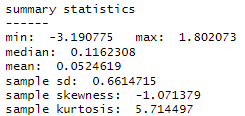 summary statistics
------
min:  -3.190775   max:  1.802073
median:  0.1162308
mean:  0.0524619
sample sd:  0.6614715
sample skewness:  -1.071379
sample kurtosis:  5.714497